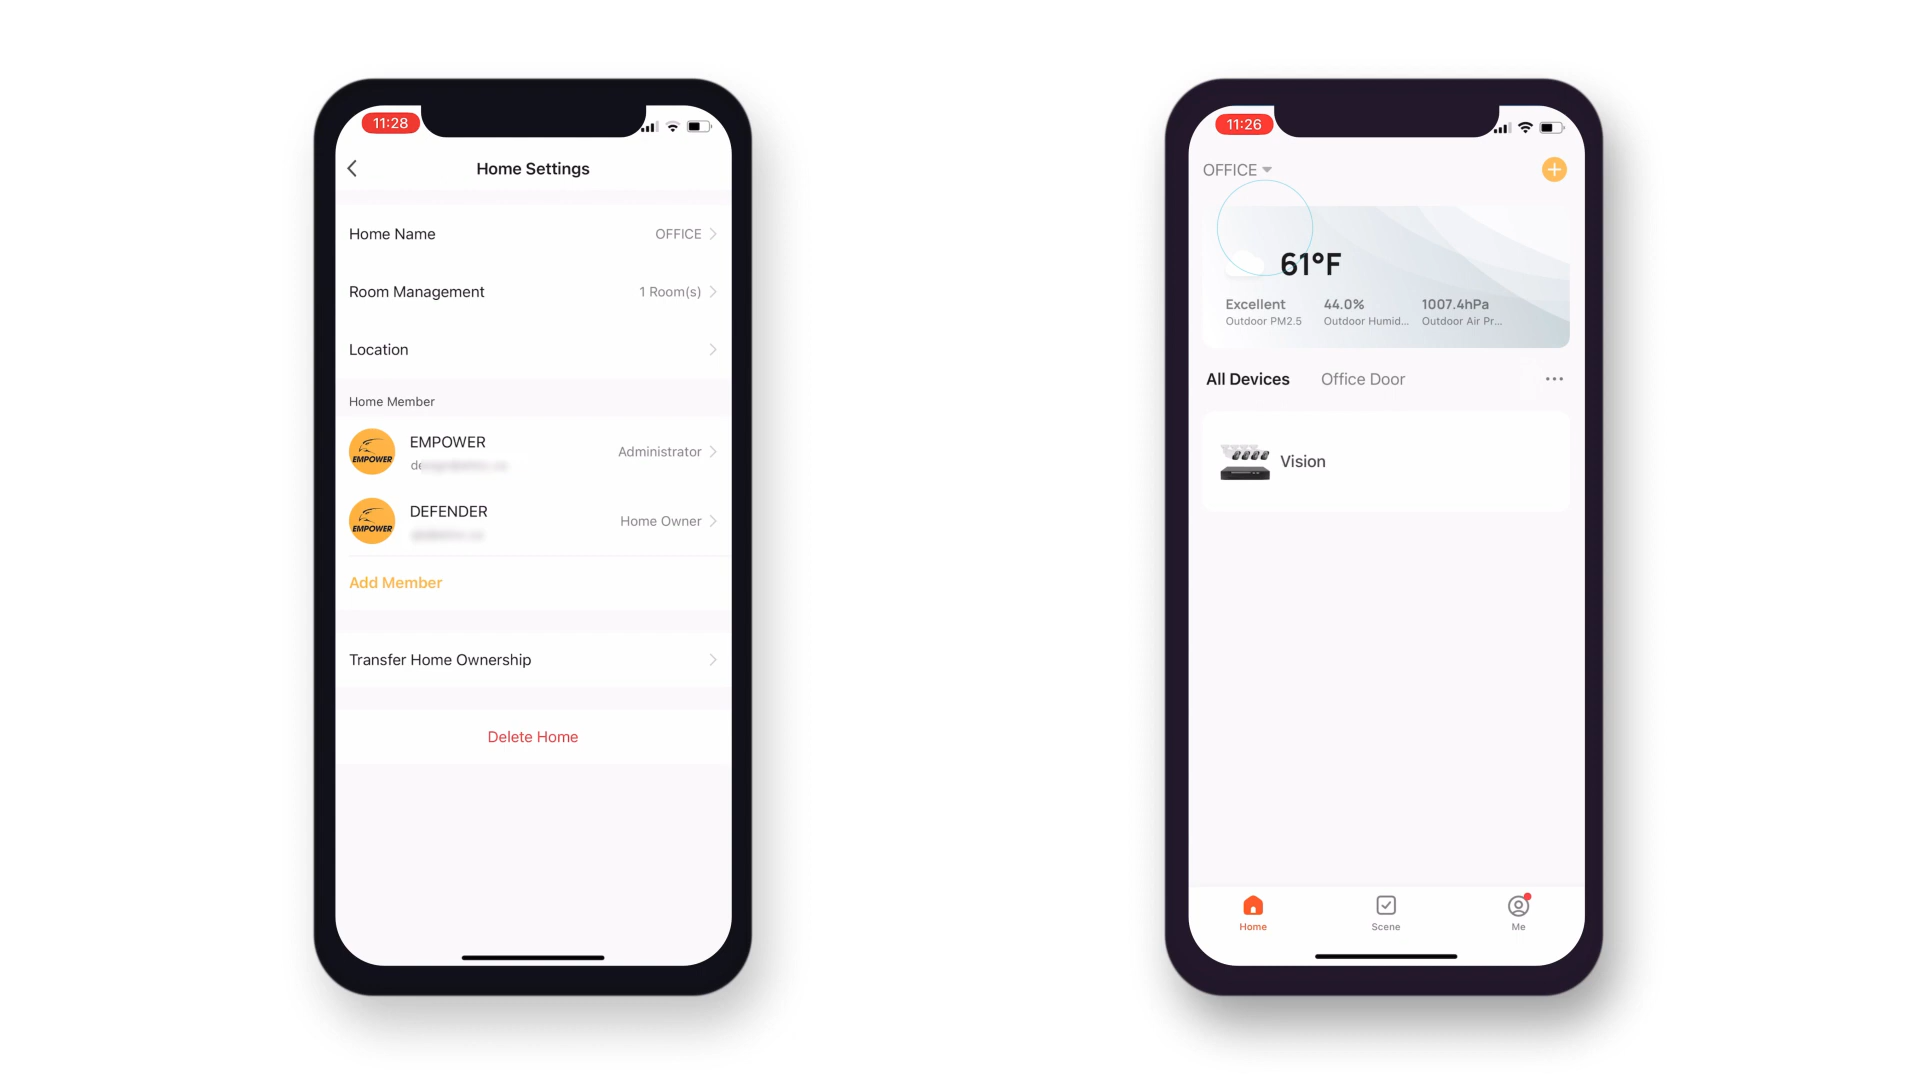 11:28
Home Settings
Home Name OFFICE
Room Management 1 Room(s)
Location
Home Member
EMPOWER
EMPOWER Administrator
de
EMPOWER
DEFENDER Home Owner
Add Member
Transfer Home Ownership
Delete Home
11:26
OFFICE
61°F
Excellent 44.0% 1007.4hPa
Outdoor PM2.5 Outdoor Humid... Outdoor Air Pr...
All Devices Office Door
Vision
Home Scene Me